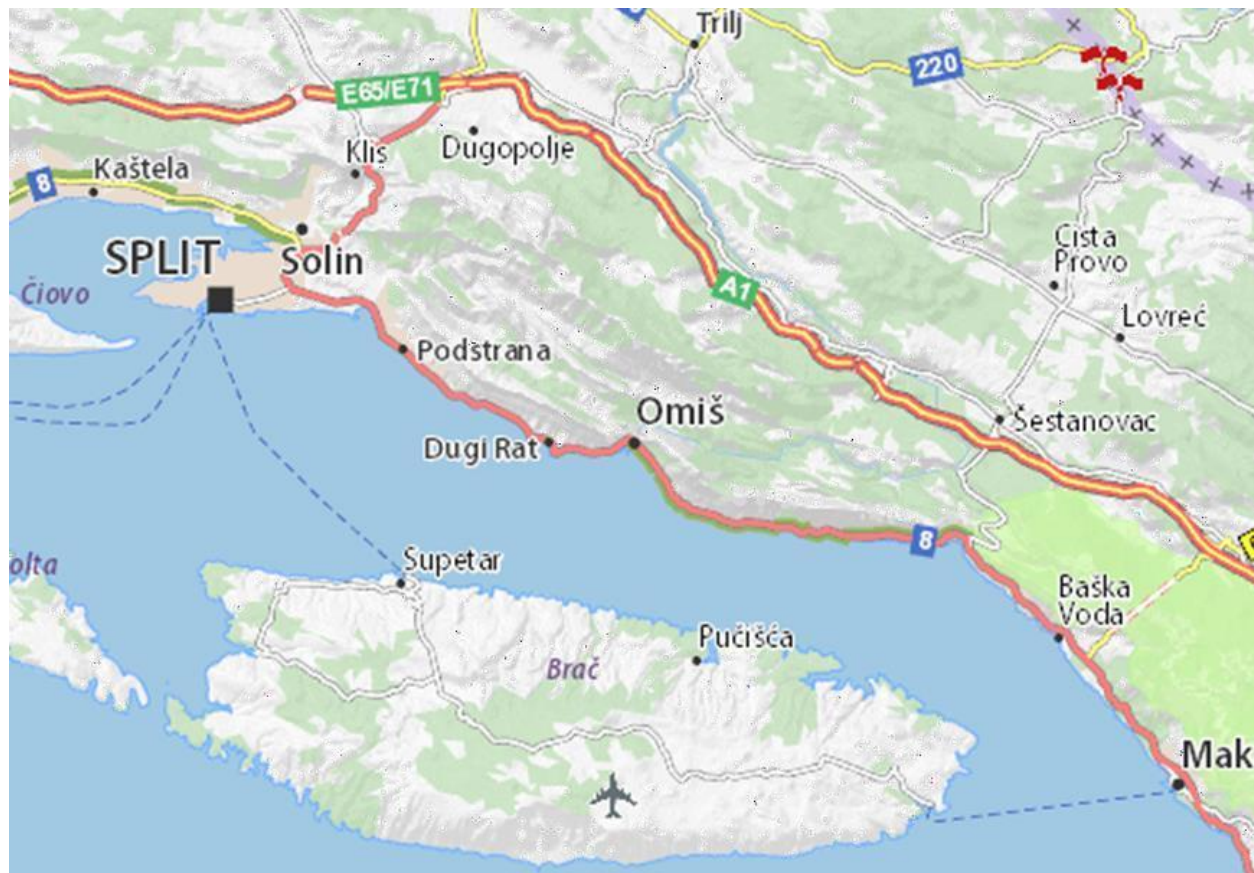 Trilj
220
E65/E71
Dugopolje
Klis
8
Kaštela
Cista
Provo
SPLIT
Solin
Čiovo
A1
Lovreć
Podstrana
Omiš
Šestanovac
Dugi Rat
8
Supetar
olta
Baška
Voda
Pučišća
Brač
Mak